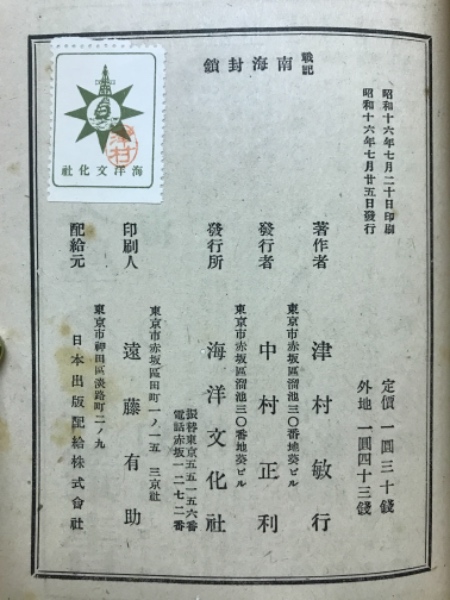 昭和十六年七月二十日印刷
昭和十六年七月廿五日發行
戰記 南海封鎖
定價 一圓三十錢
外地 一圓四十三錢
著作者 津村敏行
東京市赤坂區溜池三〇番地葵ビル
發行者 中村正利
東京市赤坂區溜池三〇番地葵ビル
發行所 海洋文化社
振替東京五五一五六番
電話赤坂一二七二番
東京市赤坂區田町一ノ一五 三京社
印刷人 遠藤有助
東京市神田區淡路町二ノ九
配給元 日本出版配給株式會社
社化文洋海
津村